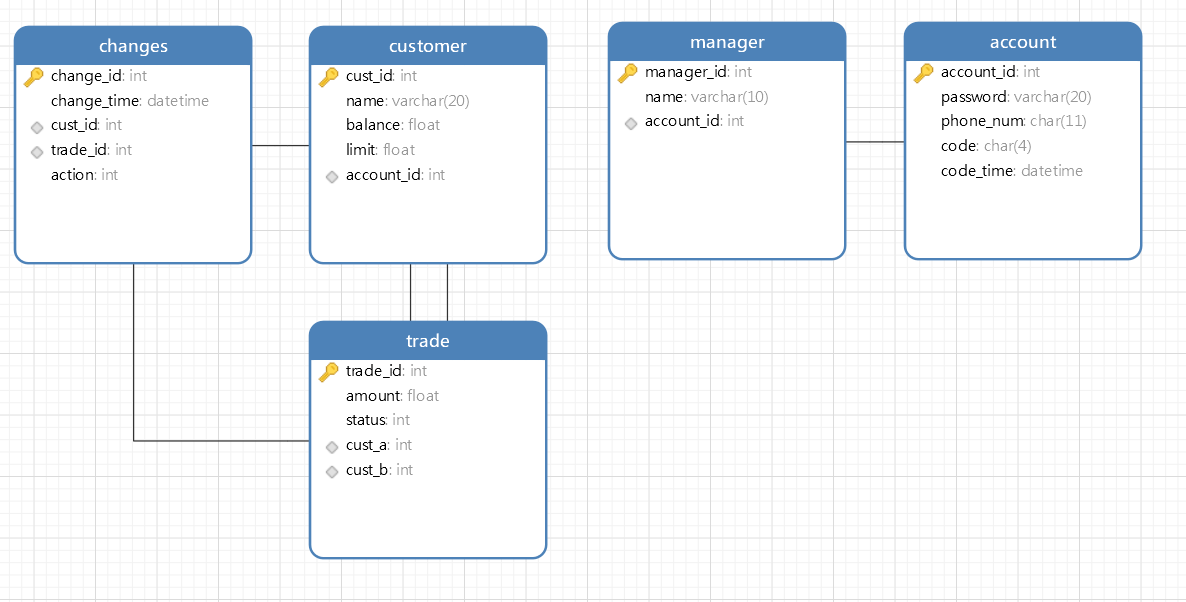 changes
change_id: int
change_time: datetime
cust_id: int
trade_id: int
action: int
customer
cust_id: int
name: varchar(20)
balance: float
limit: float
account_id: int
manager
manager_id: int
name: varchar(10)
account_id: int
account
account_id: int
password: varchar(20)
phone_num: char(11)
code: char(4)
code_time: datetime
trade
trade_id: int
amount: float
status: int
cust_a: int
cust_b: int